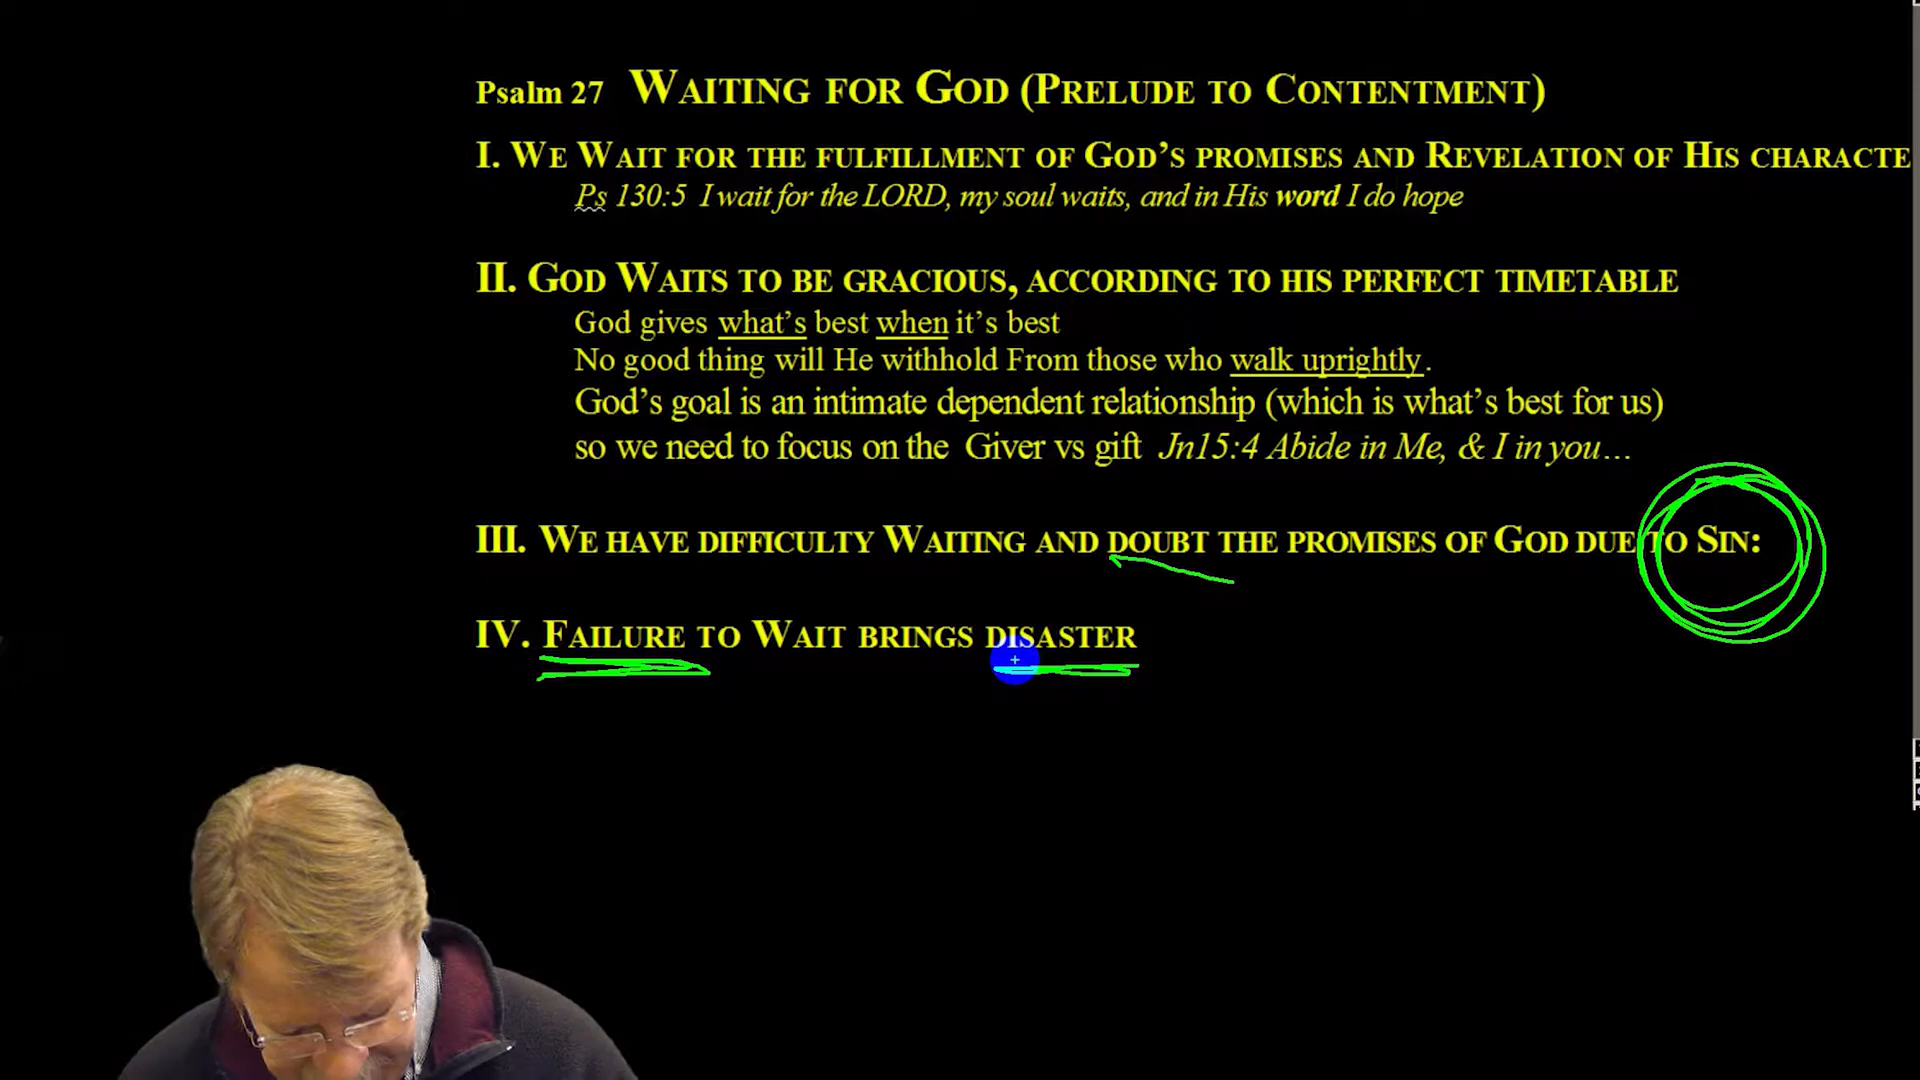 Psalm 27 WAITING FOR GOD (PRELUDE TO CONTENTMENT)
I. WE WAIT FOR THE FULFILLMENT OF GOD'S PROMISES AND REVELATION OF HIS CHARACTE
Ps 130:5 I wait for the LORD, my soul waits, and in His word I do hope
II. GOD WAITS TO BE GRACIOUS, ACCORDING TO HIS PERFECT TIMETABLE
God gives what's best when it's best
No good thing will He withhold From those who walk uprightly.
God's goal is an intimate dependent relationship (which is what's best for us)
so we need to focus on the Giver vs gift Jn15:4 Abide in Me, & I in you…
III. WE HAVE DIFFICULTY WAITING AND DOUBT THE PROMISES OF GOD DUE TO SIN:
IV. FAILURE TO WAIT BRINGS DISASTER